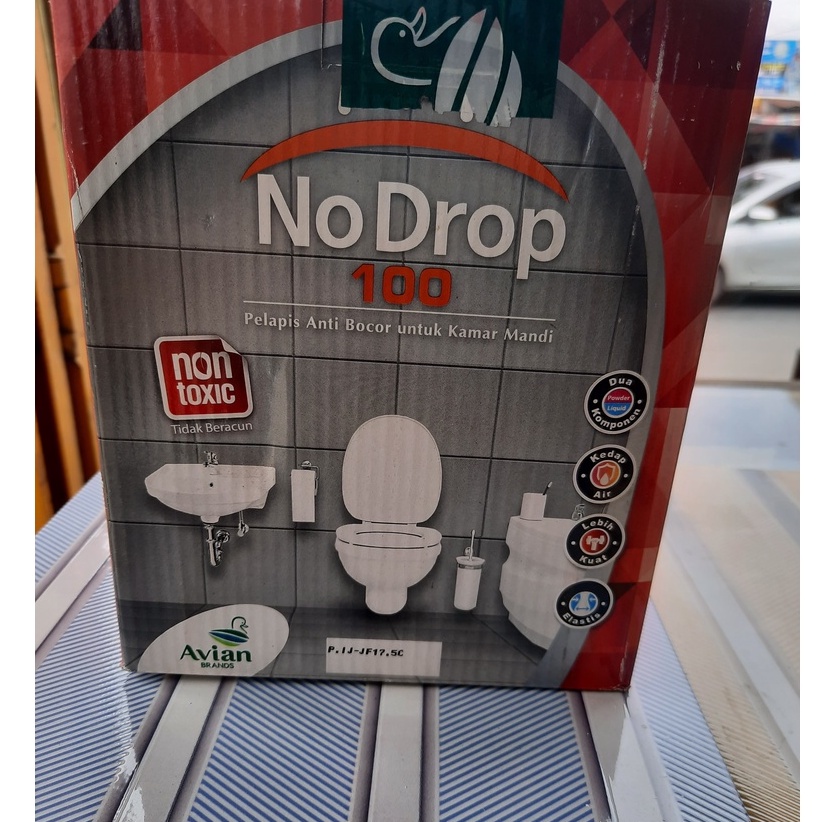 No Drop
100
Pelapis Anti Bocor untuk Kamar Mandi
non
toxic
Tidak Beracun
Dua
Powder
Liquid
Komponen
Kedap
Air
Lebih
Kuat
Elastis
Avian
BRANDS
P.IJ-JF17.5C